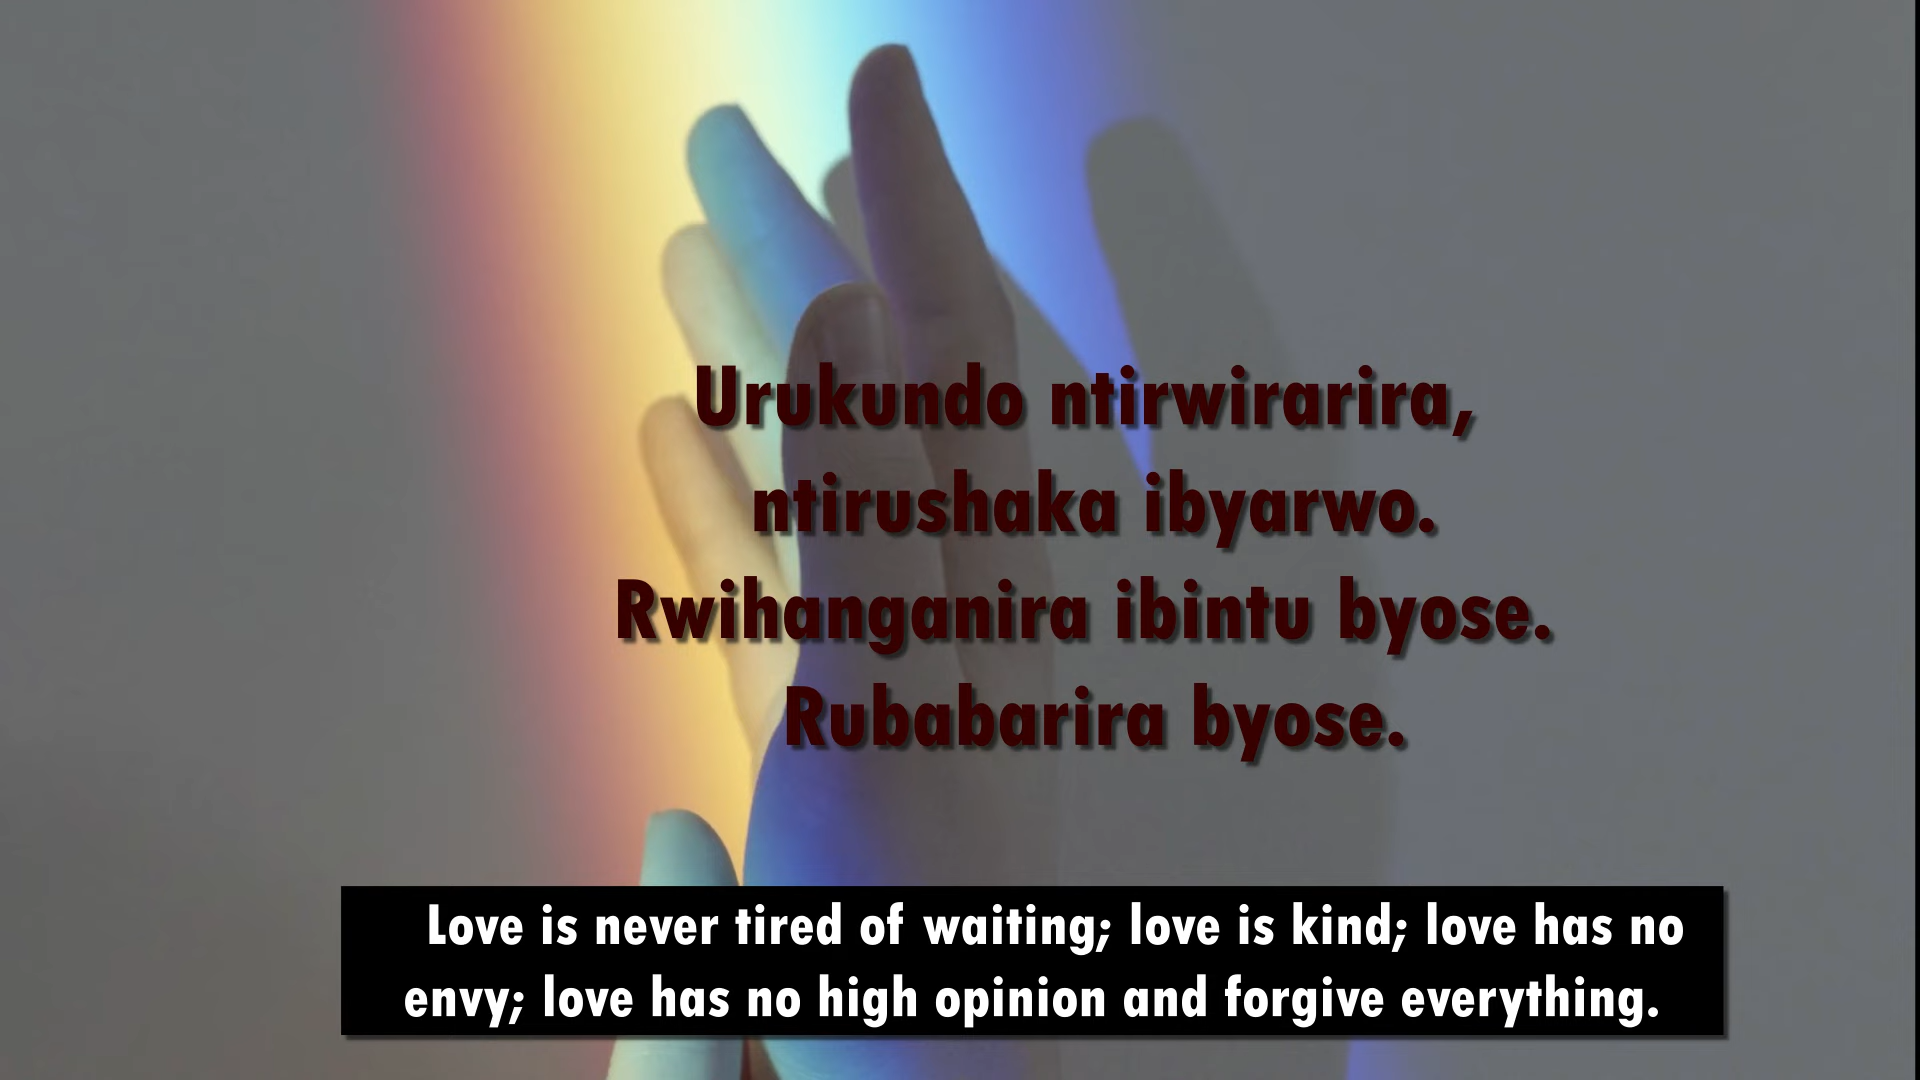 Urukundo ntirwirarira,
ntirushaka ibyarwo.
Rwihanganira ibintu byose.
Rubabarira byose.
Love is never tired of waiting; love is kind; love has no
envy; love has no high opinion and forgive everything.